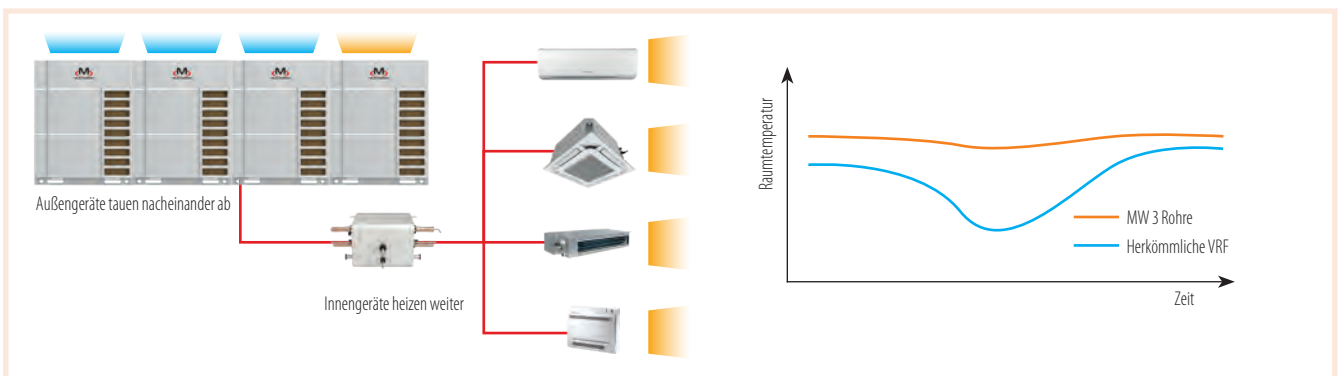 M
M
M
M
Außengeräte tauen nacheinander ab
Innengeräte heizen weiter
Raumtemperatur
MW 3 Rohre
Herkömmliche VRF
Zeit